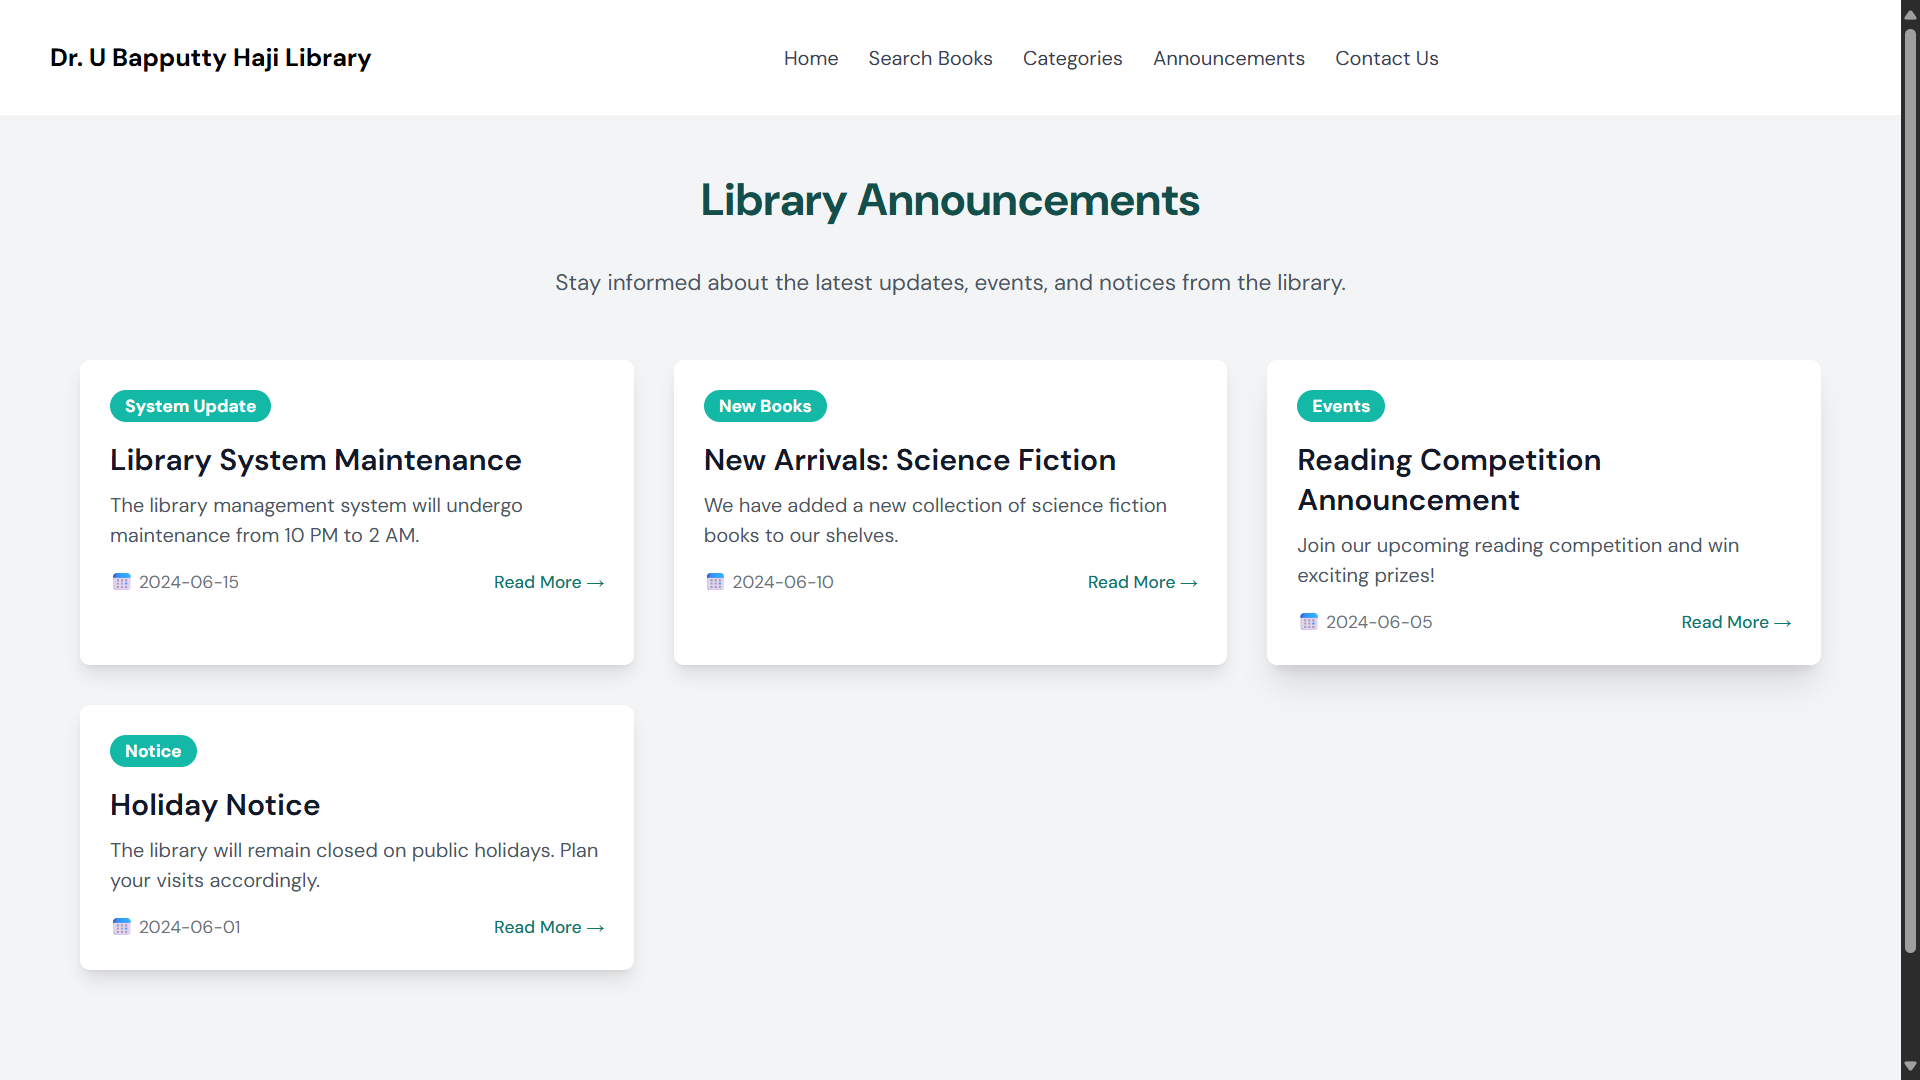 Dr. U Bapputty Haji Library
Home Search Books Categories Announcements Contact Us
Library Announcements
Stay informed about the latest updates, events, and notices from the library.
System Update
Library System Maintenance
The library management system will undergo
maintenance from 10 PM to 2 AM.
2024-06-15 Read More →
New Books
New Arrivals: Science Fiction
We have added a new collection of science fiction
books to our shelves.
2024-06-10 Read More →
Events
Reading Competition
Announcement
Join our upcoming reading competition and win
exciting prizes!
2024-06-05 Read More →
Notice
Holiday Notice
The library will remain closed on public holidays. Plan
your visits accordingly.
2024-06-01 Read More →